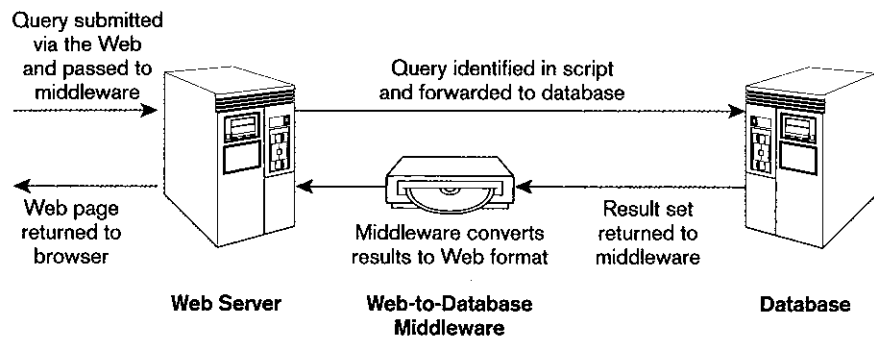 Query submitted
via the Web
and passed to
middleware
Query identified in script
and forwarded to database
Web page
returned to
browser
Middleware converts
results to Web format
Result set
returned to
middleware
Web Server
Web-to-Database
Middleware
Database